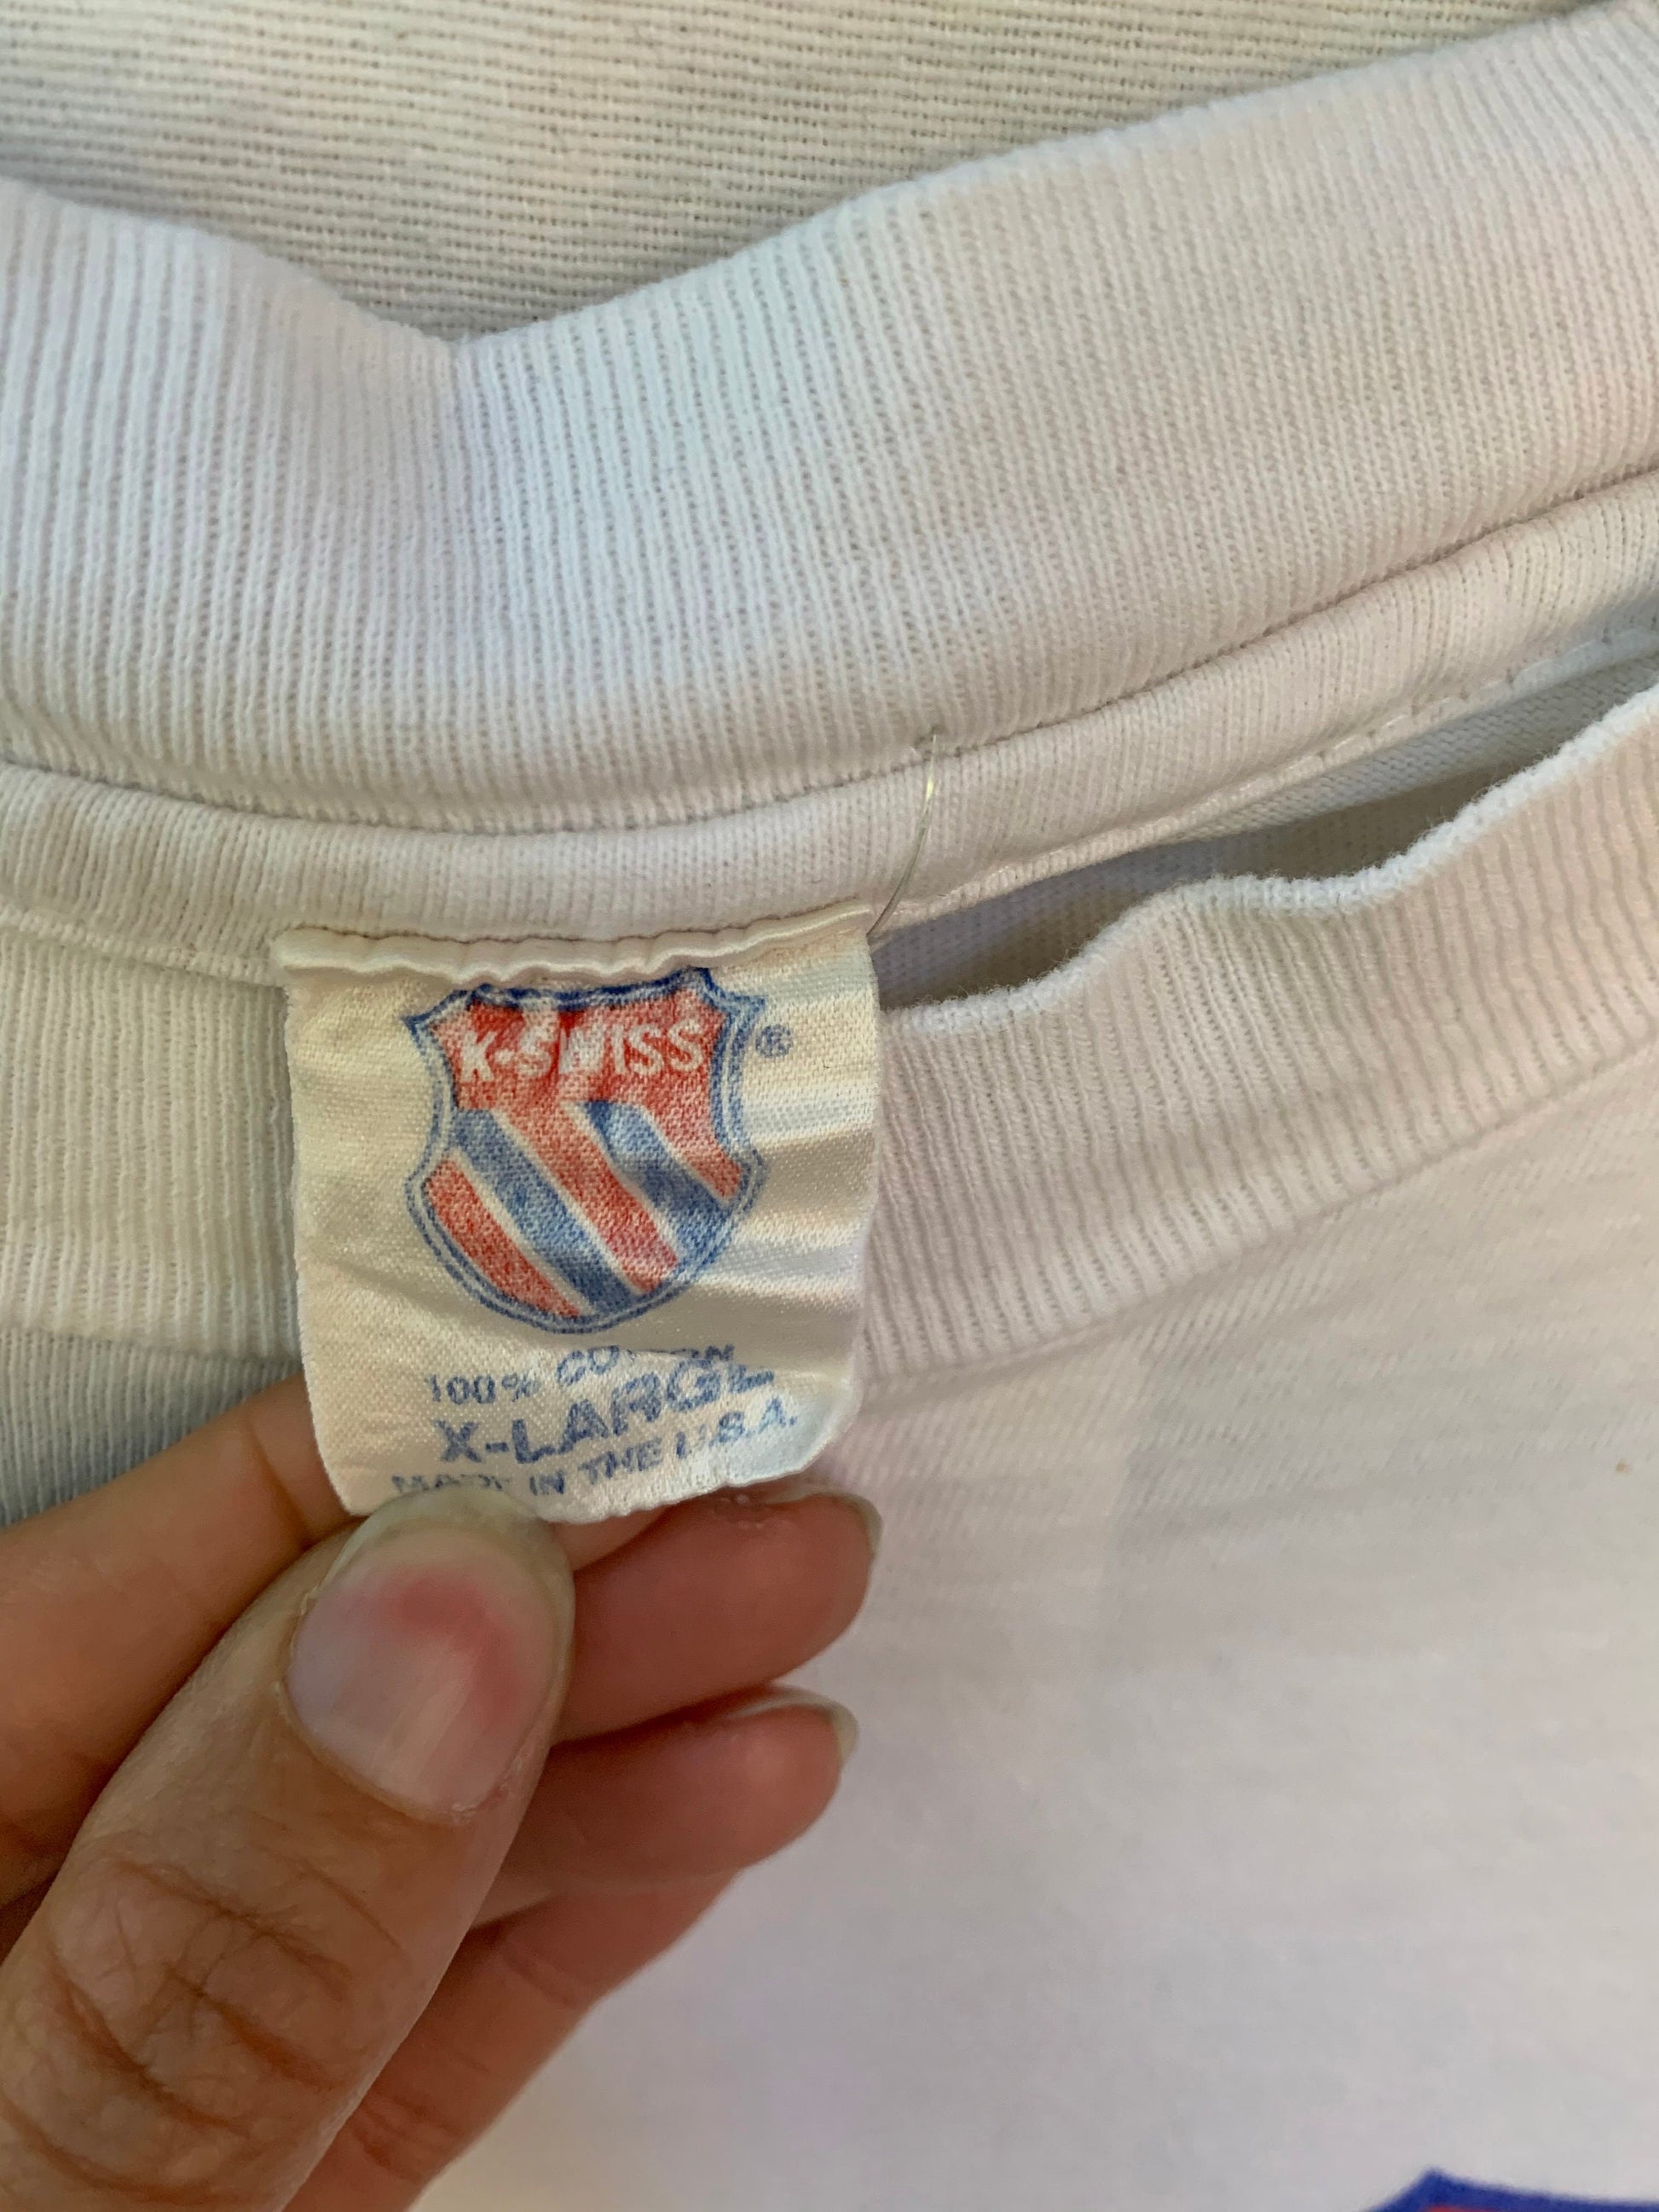 K-SWISS
®
100% COTTON
X-LARGE
MADE IN THE U.S.A.